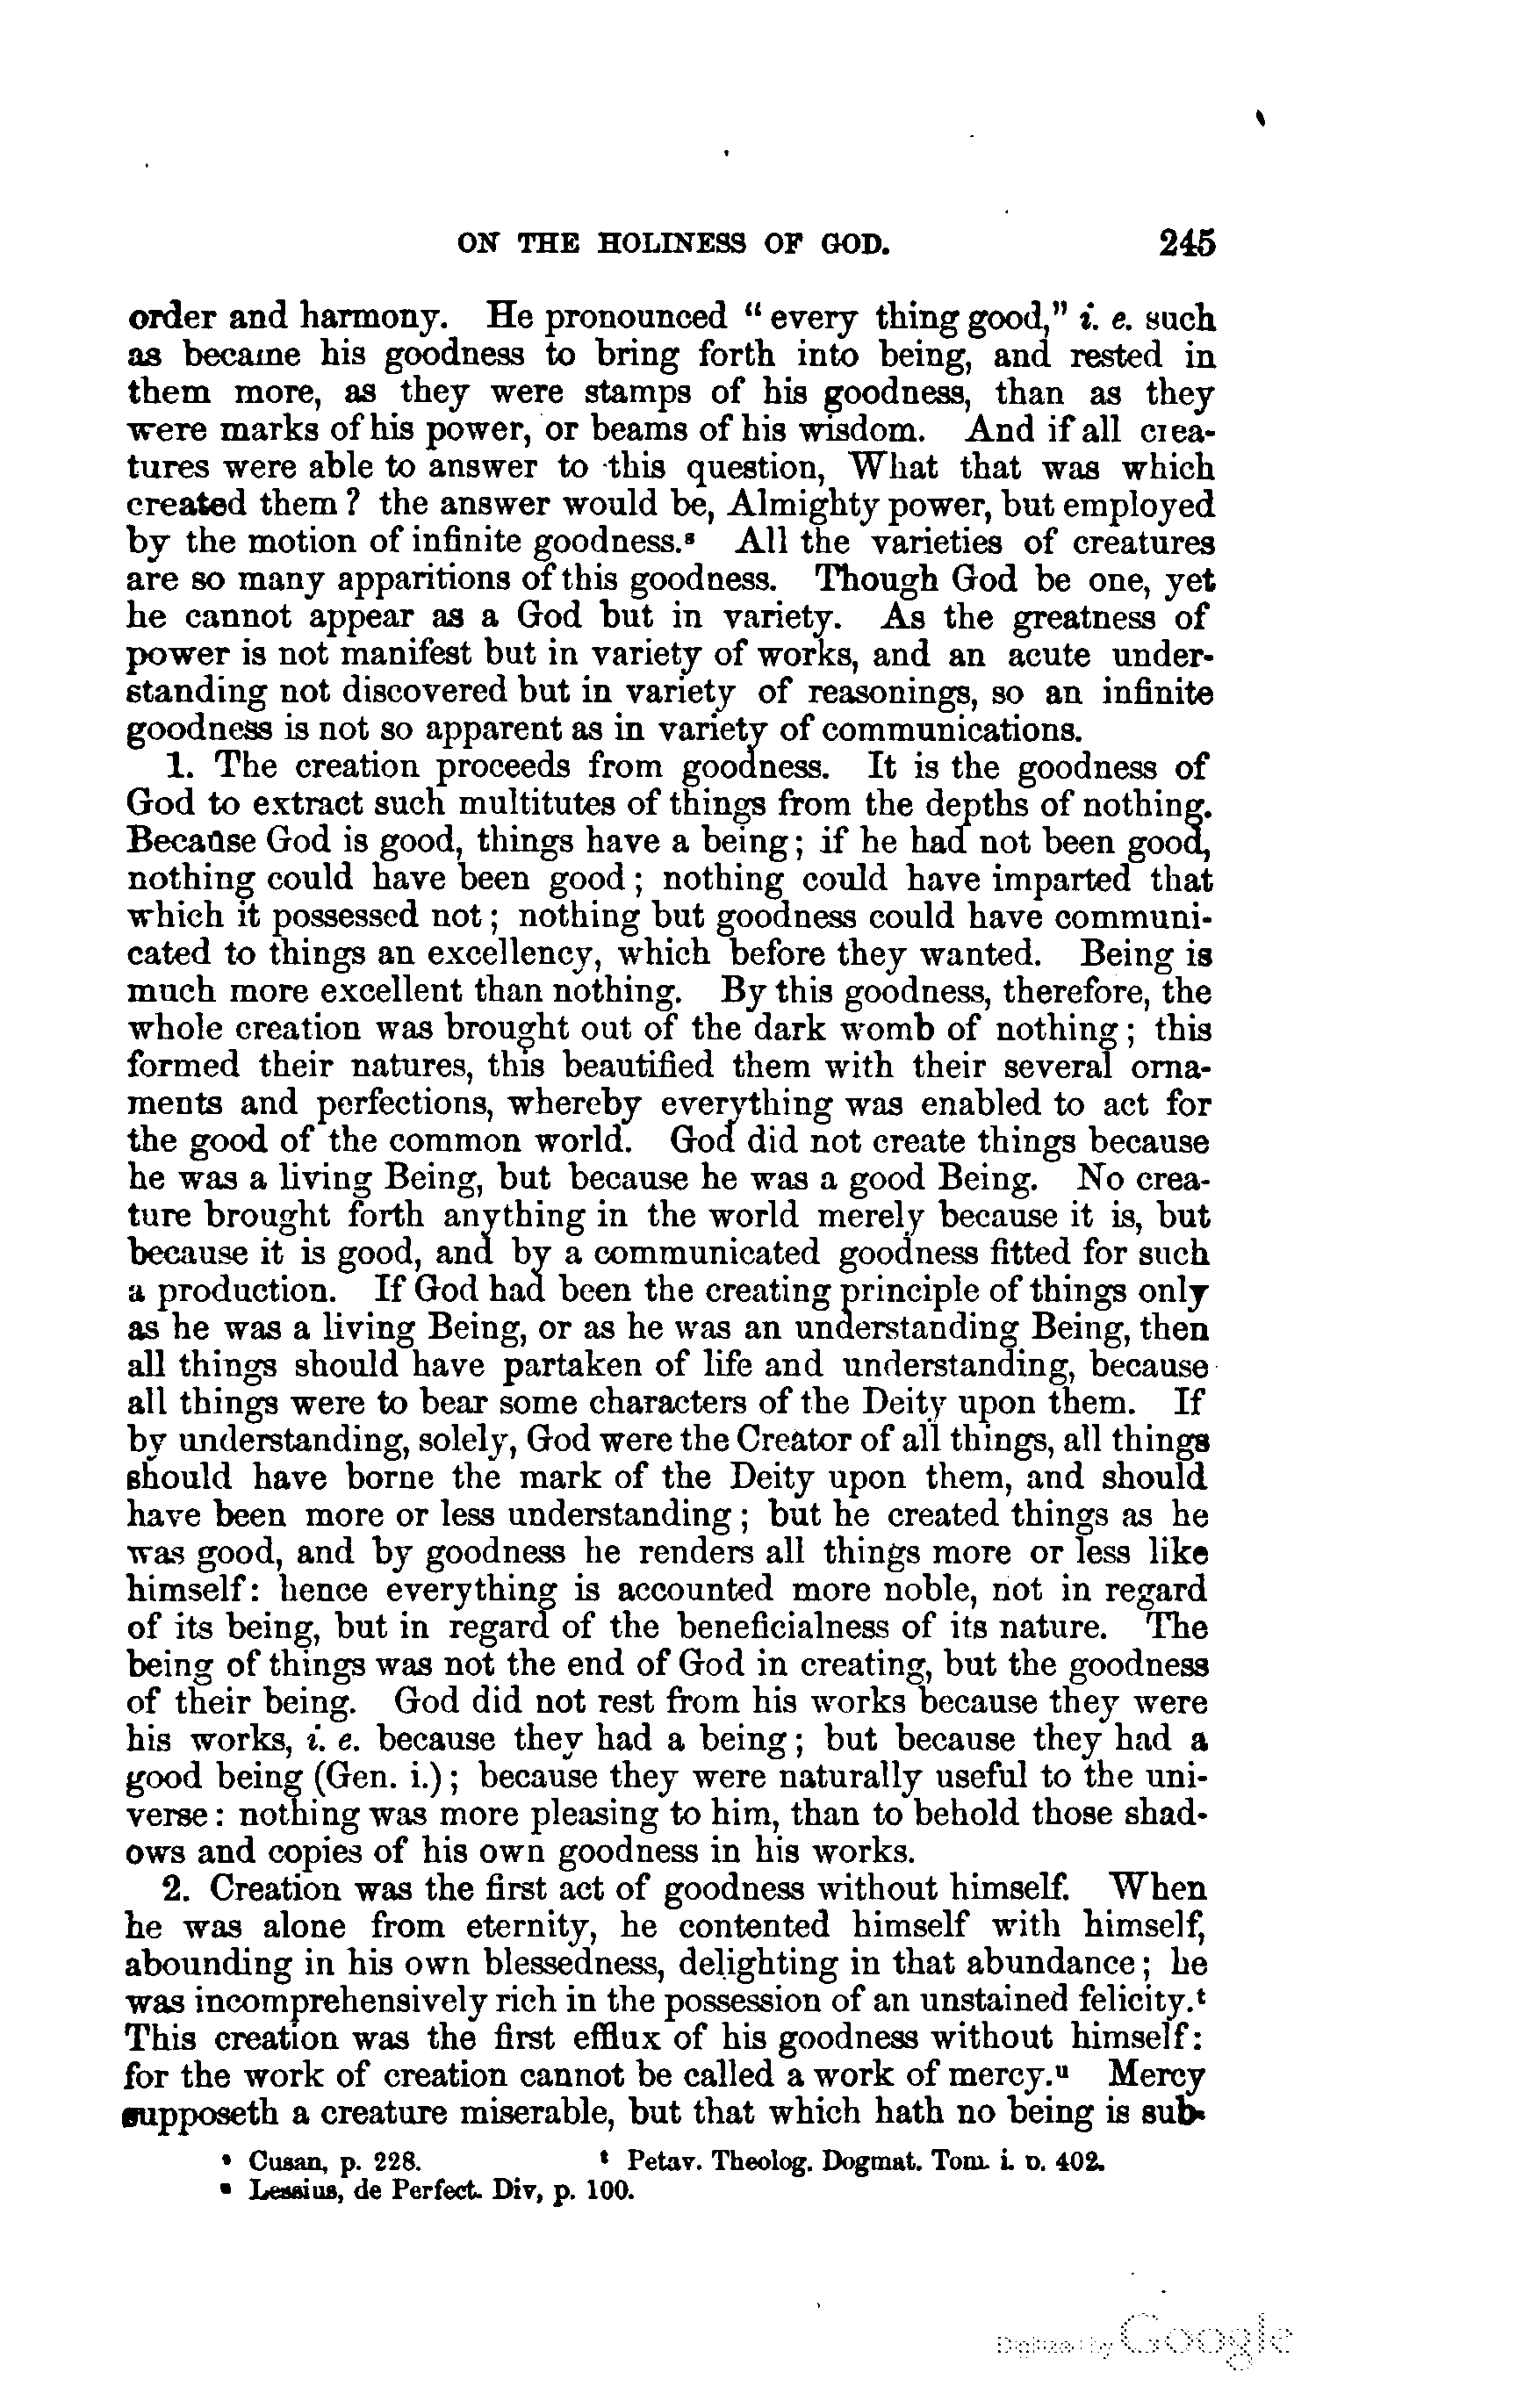 ON THE HOLINESS OF GOD. 245
order and harmony. He pronounced “every thing good,” i. e. such
as became his goodness to bring forth into being, and rested in
them more, as they were stamps of his goodness, than as they
were marks of his power, or beams of his wisdom. And if all crea-
tures were able to answer to this question, What that was which
created them? the answer would be, Almighty power, but employed
by the motion of infinite goodness.s All the varieties of creatures
are so many apparitions of this goodness. Though God be one, yet
he cannot appear as a God but in variety. As the greatness of
power is not manifest but in variety of works, and an acute under-
standing not discovered but in variety of reasonings, so an infinite
goodness is not so apparent as in variety of communications.
1. The creation proceeds from goodness. It is the goodness of
God to extract such multitutes of things from the depths of nothing.
Because God is good, things have a being; if he had not been good,
nothing could have been good; nothing could have imparted that
which it possessed not; nothing but goodness could have communi-
cated to things an excellency, which before they wanted. Being is
much more excellent than nothing. By this goodness, therefore, the
whole creation was brought out of the dark womb of nothing; this
formed their natures, this beautified them with their several orna-
ments and perfections, whereby everything was enabled to act for
the good of the common world. God did not create things because
he was a living Being, but because he was a good Being. No crea-
ture brought forth anything in the world merely because it is, but
because it is good, and by a communicated goodness fitted for such
a production. If God had been the creating principle of things only
as he was a living Being, or as he was an understanding Being, then
all things should have partaken of life and understanding, because
all things were to bear some characters of the Deity upon them. If
by understanding, solely, God were the Creator of all things, all things
should have borne the mark of the Deity upon them, and should
have been more or less understanding; but he created things as he
was good, and by goodness he renders all things more or less like
himself: hence everything is accounted more noble, not in regard
of its being, but in regard of the beneficialness of its nature. The
being of things was not the end of God in creating, but the goodness
of their being. God did not rest from his works because they were
his works, i. e. because they had a being; but because they had a
good being (Gen. i.); because they were naturally useful to the uni-
verse: nothing was more pleasing to him, than to behold those shad-
ows and copies of his own goodness in his works.
2. Creation was the first act of goodness without himself. When
he was alone from eternity, he contented himself with himself,
abounding in his own blessedness, delighting in that abundance; he
was incomprehensively rich in the possession of an unstained felicity.t
This creation was the first efflux of his goodness without himself:
for the work of creation cannot be called a work of mercy.u Mercy
supposeth a creature miserable, but that which hath no being is sub-
s Cusan, p. 228. t Petav. Theolog. Dogmat. Tom. i. p. 402.
u Lessius, de Perfect. Div, p. 100.
Digitized by Google